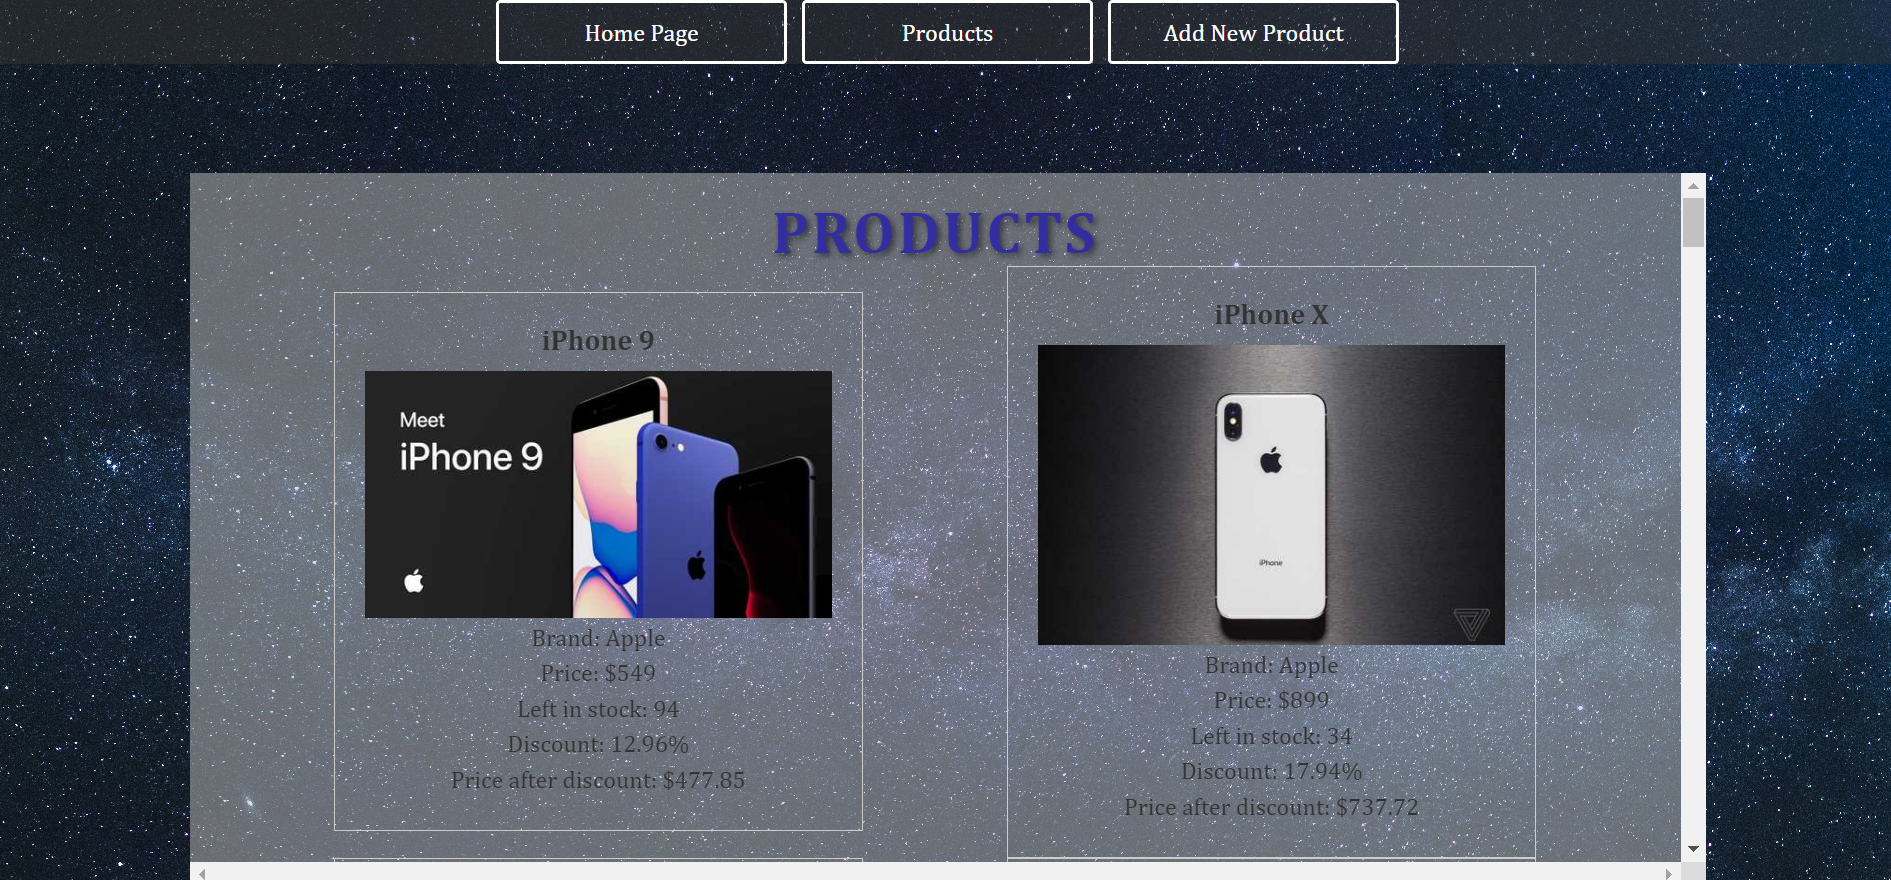 Home Page
Products
Add New Product
PRODUCTS
iPhone 9
Meet
iPhone 9
Brand: Apple
Price: $549
Left in stock: 94
Discount: 12.96%
Price after discount: $477.85
iPhone X
iPhone
Brand: Apple
Price: $899
Left in stock: 34
Discount: 17.94%
Price after discount: $737.72